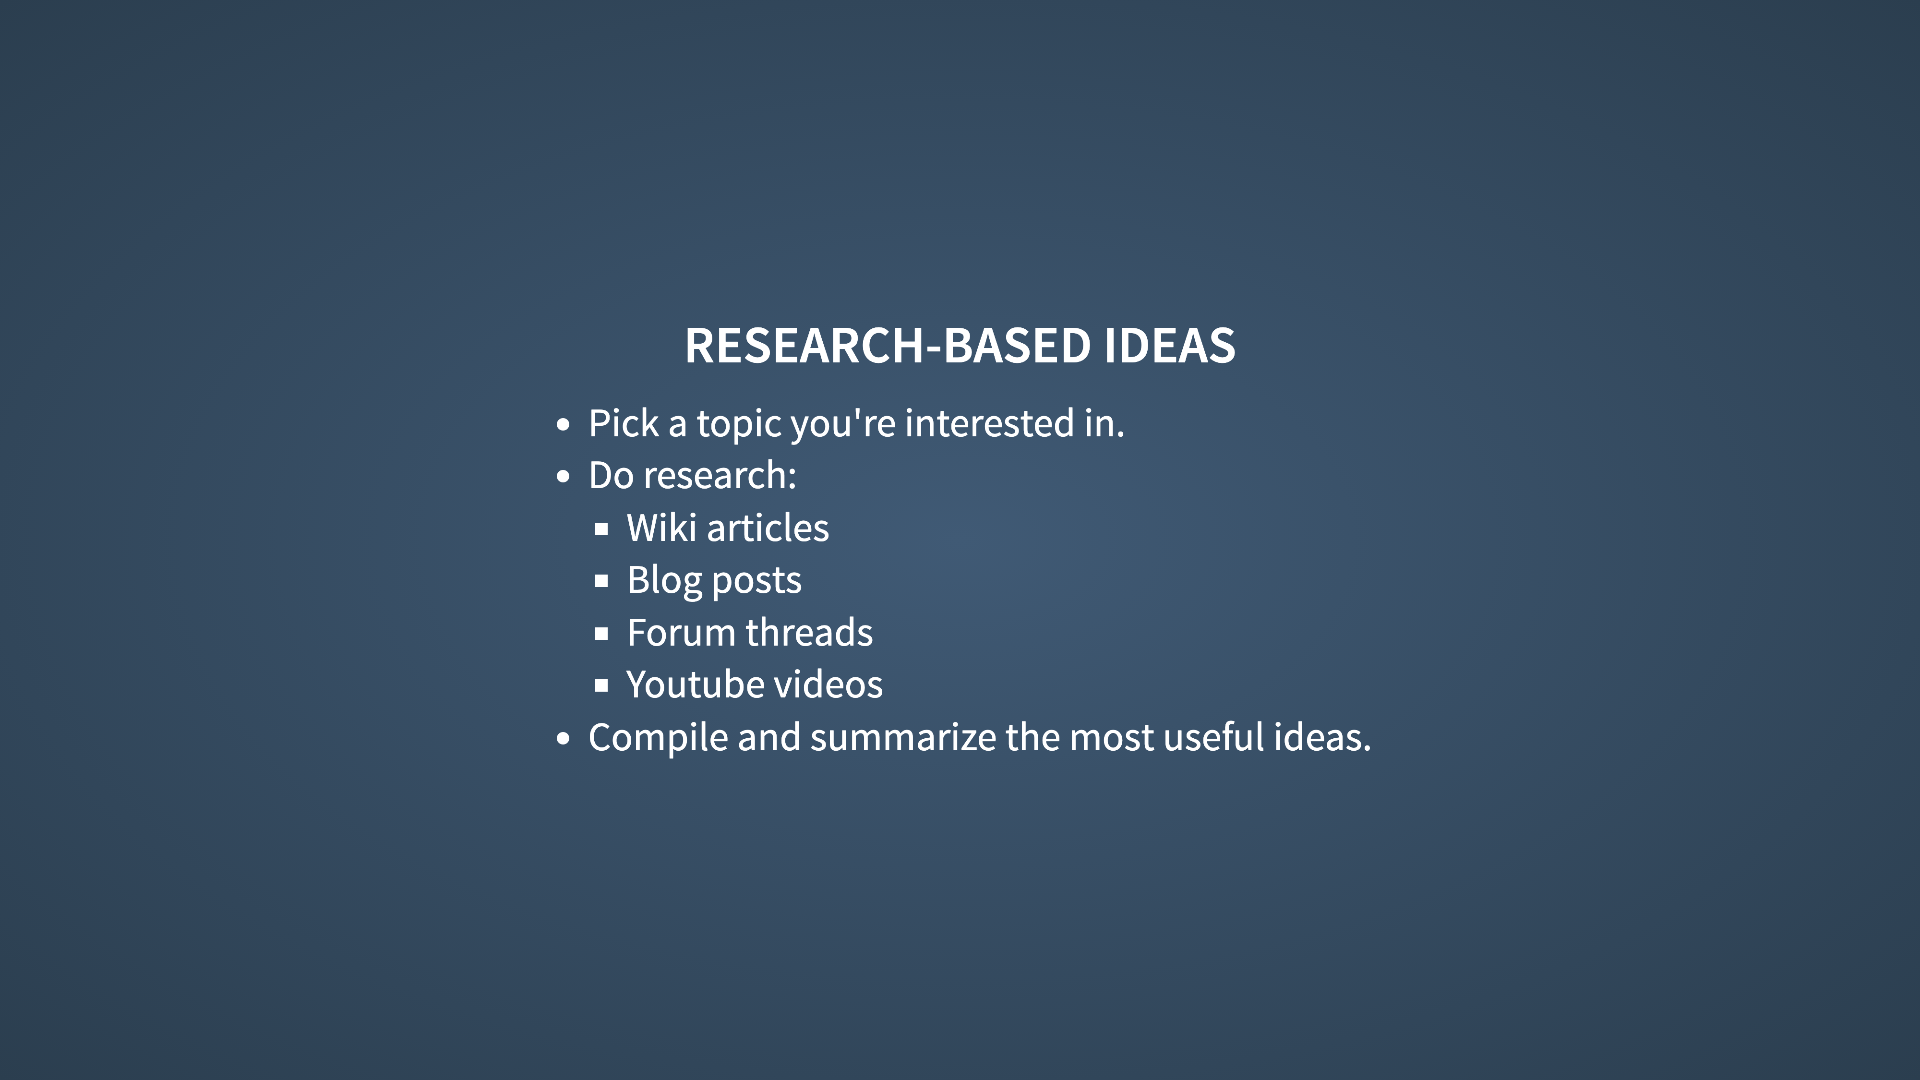 RESEARCH-BASED IDEAS
Pick a topic you're interested in.
Do research:
Wiki articles
Blog posts
Forum threads
Youtube videos
Compile and summarize the most useful ideas.